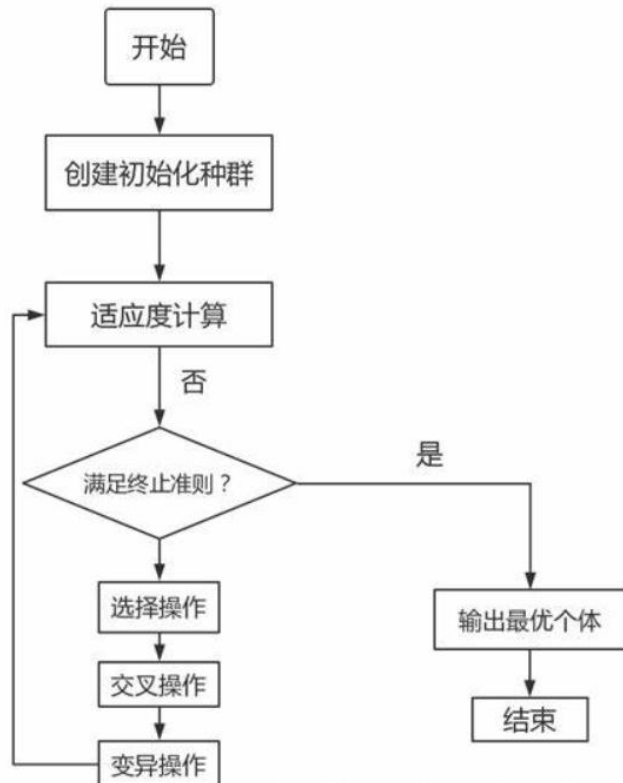 开始
创建初始化种群
适应度计算
否
满足终止准则？
是
选择操作
输出最优个体
交叉操作
结束
变异操作